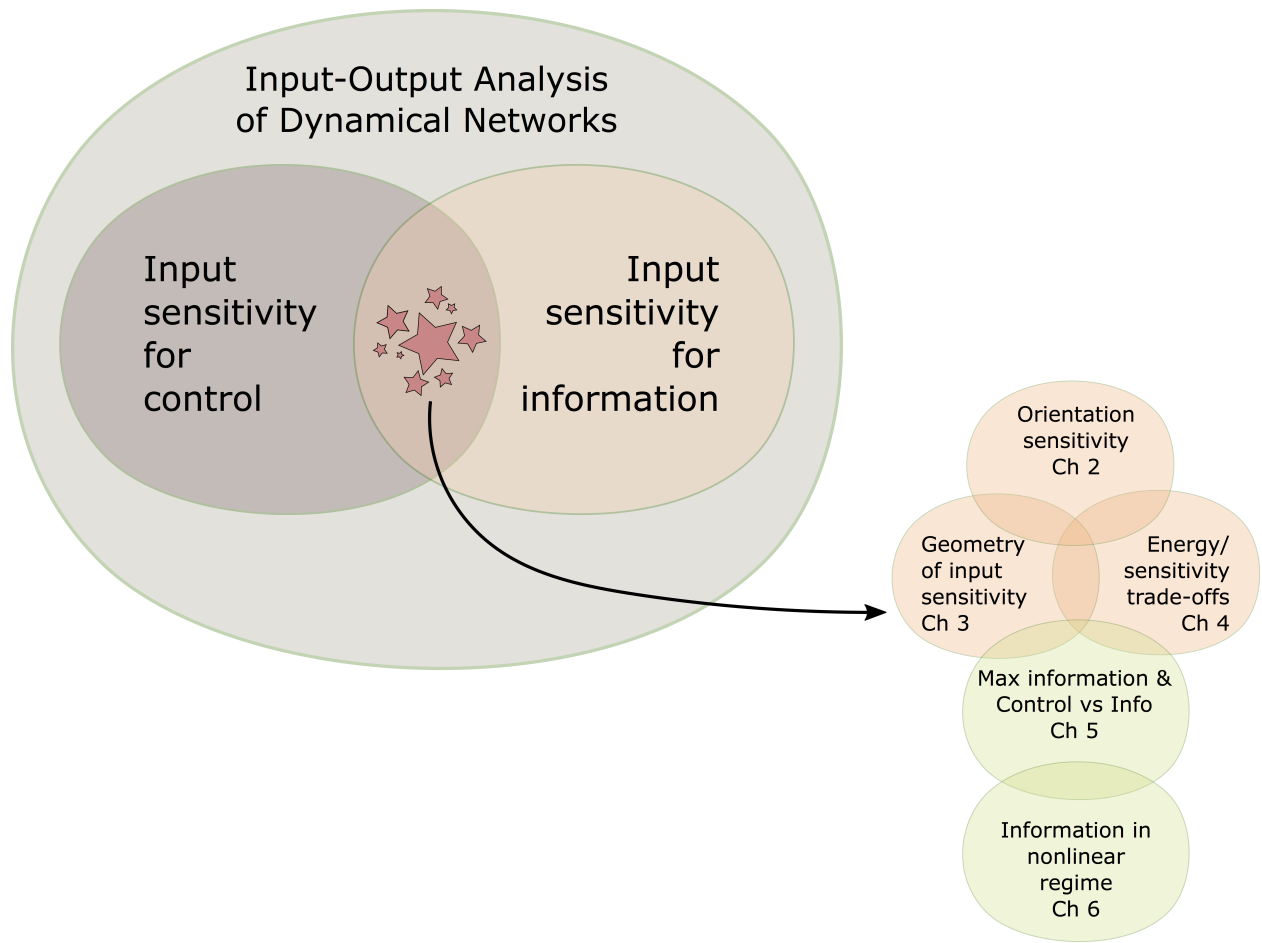 Input-Output Analysis
of Dynamical Networks
Input
sensitivity
for
control
Input
sensitivity
for
information
Orientation
sensitivity
Ch 2
Geometry
of input
sensitivity
Ch 3
Energy/
sensitivity
trade-offs
Ch 4
Max information &
Control vs Info
Ch 5
Information in
nonlinear
regime
Ch 6